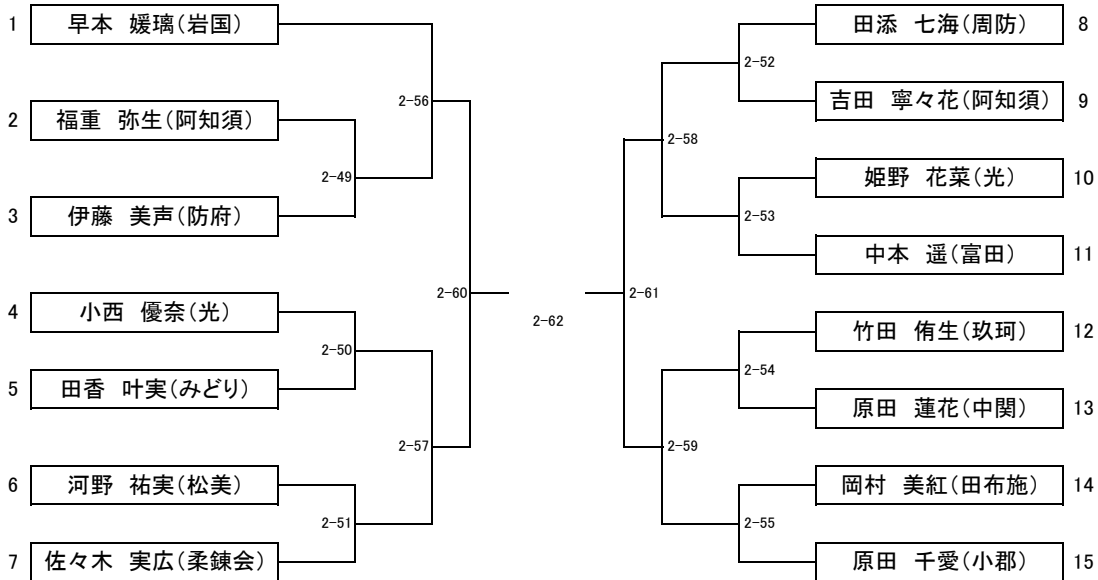 1 早本 媛璃(岩国)
2 福重 弥生(阿知須)
3 伊藤 美声(防府)
4 小西 優奈(光)
5 田香 叶実(みどり)
6 河野 祐実(松美)
7 佐々木 実広(柔錬会)
2-49
2-50
2-51
2-56
2-57
2-60
2-62
2-61
2-58
2-59
2-52
2-53
2-54
2-55
田添 七海(周防) 8
吉田 寧々花(阿知須) 9
姫野 花菜(光) 10
中本 遥(富田) 11
竹田 侑生(玖珂) 12
原田 蓮花(中関) 13
岡村 美紅(田布施) 14
原田 千愛(小郡) 15